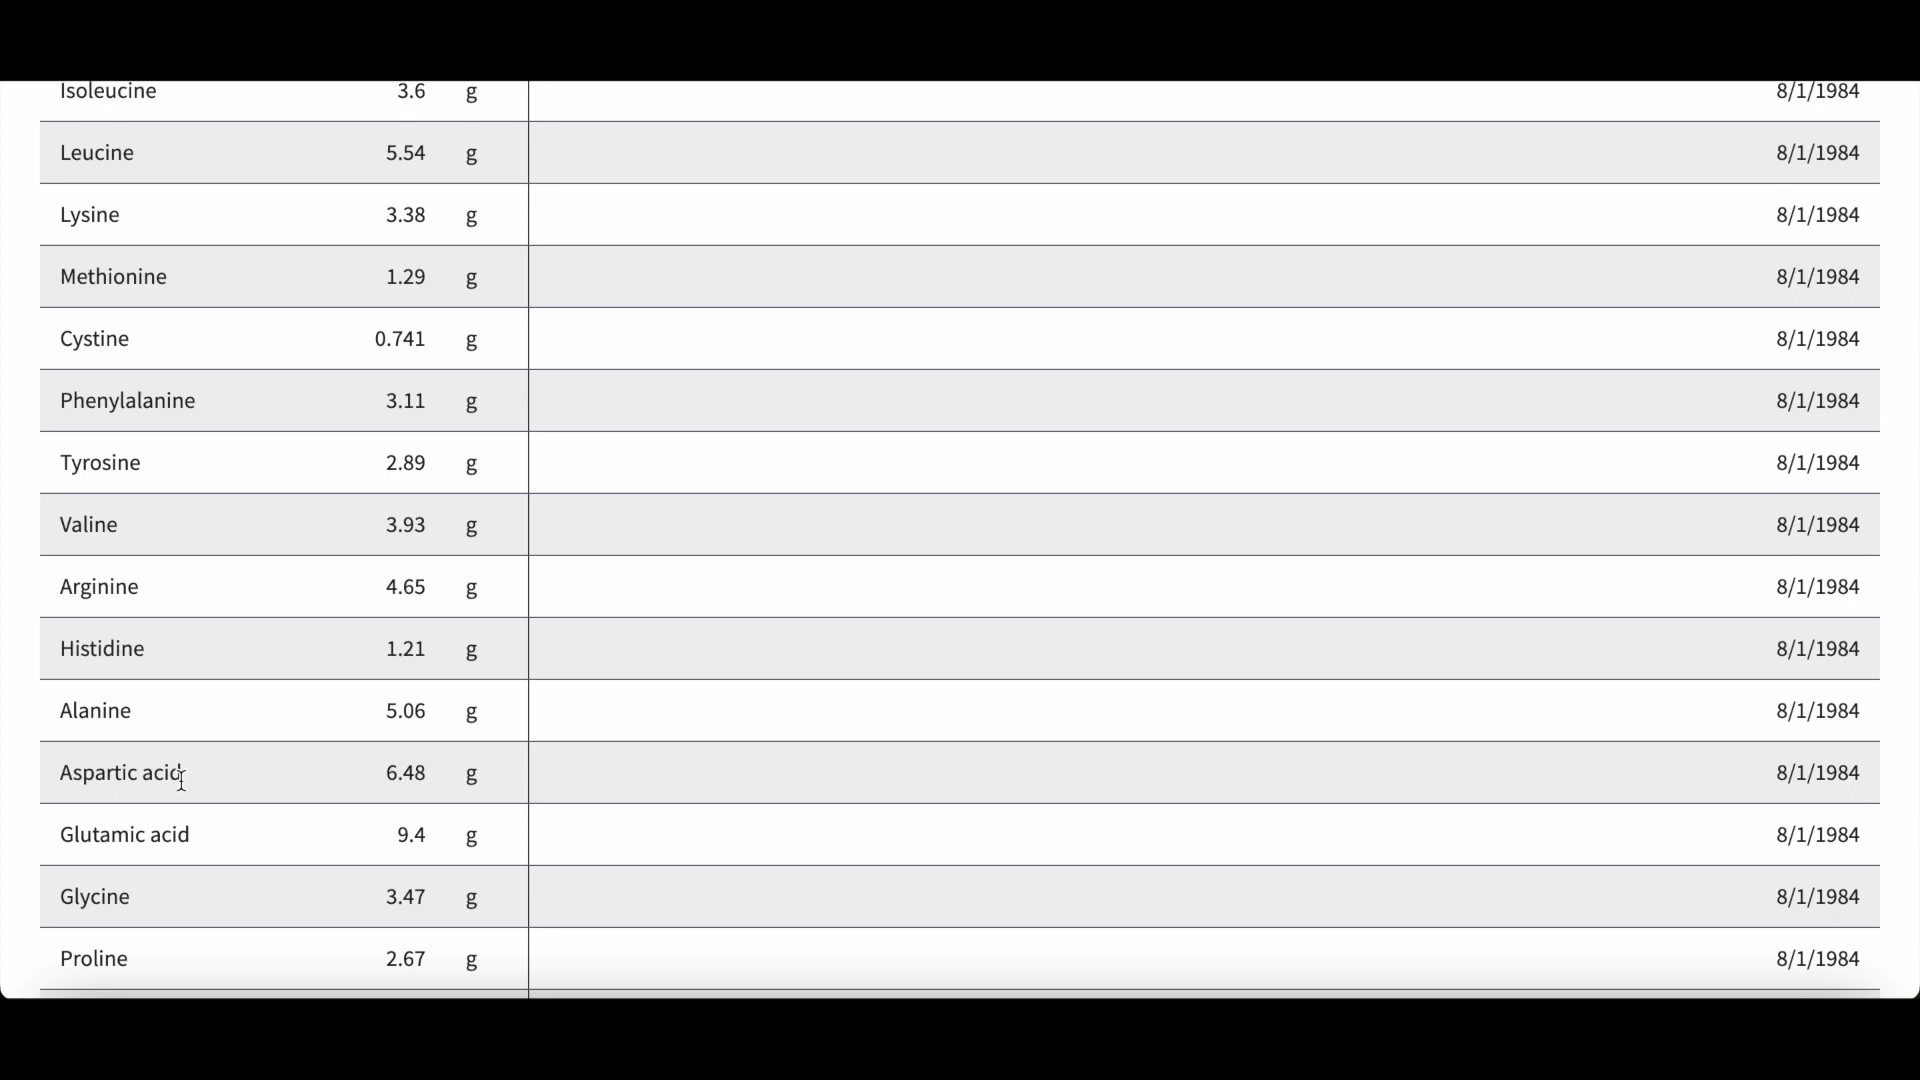 Isoleucine 3.6 g 8/1/1984
Leucine 5.54 g 8/1/1984
Lysine 3.38 g 8/1/1984
Methionine 1.29 g 8/1/1984
Cystine 0.741 g 8/1/1984
Phenylalanine 3.11 g 8/1/1984
Tyrosine 2.89 g 8/1/1984
Valine 3.93 g 8/1/1984
Arginine 4.65 g 8/1/1984
Histidine 1.21 g 8/1/1984
Alanine 5.06 g 8/1/1984
Aspartic acid 6.48 g 8/1/1984
Glutamic acid 9.4 g 8/1/1984
Glycine 3.47 g 8/1/1984
Proline 2.67 g 8/1/1984